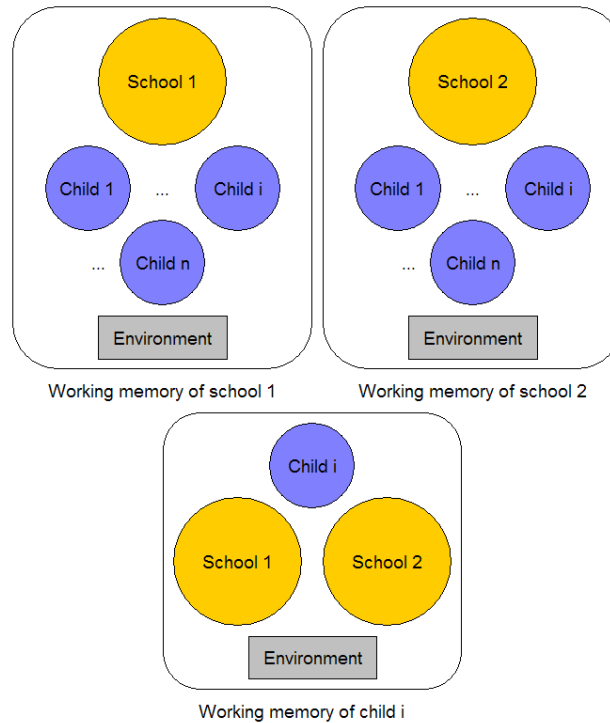 School 1
Child 1
...
Child i
...
Child n
Environment
Working memory of school 1
School 2
Child 1
...
Child i
...
Child n
Environment
Working memory of school 2
Child i
School 1
School 2
Environment
Working memory of child i